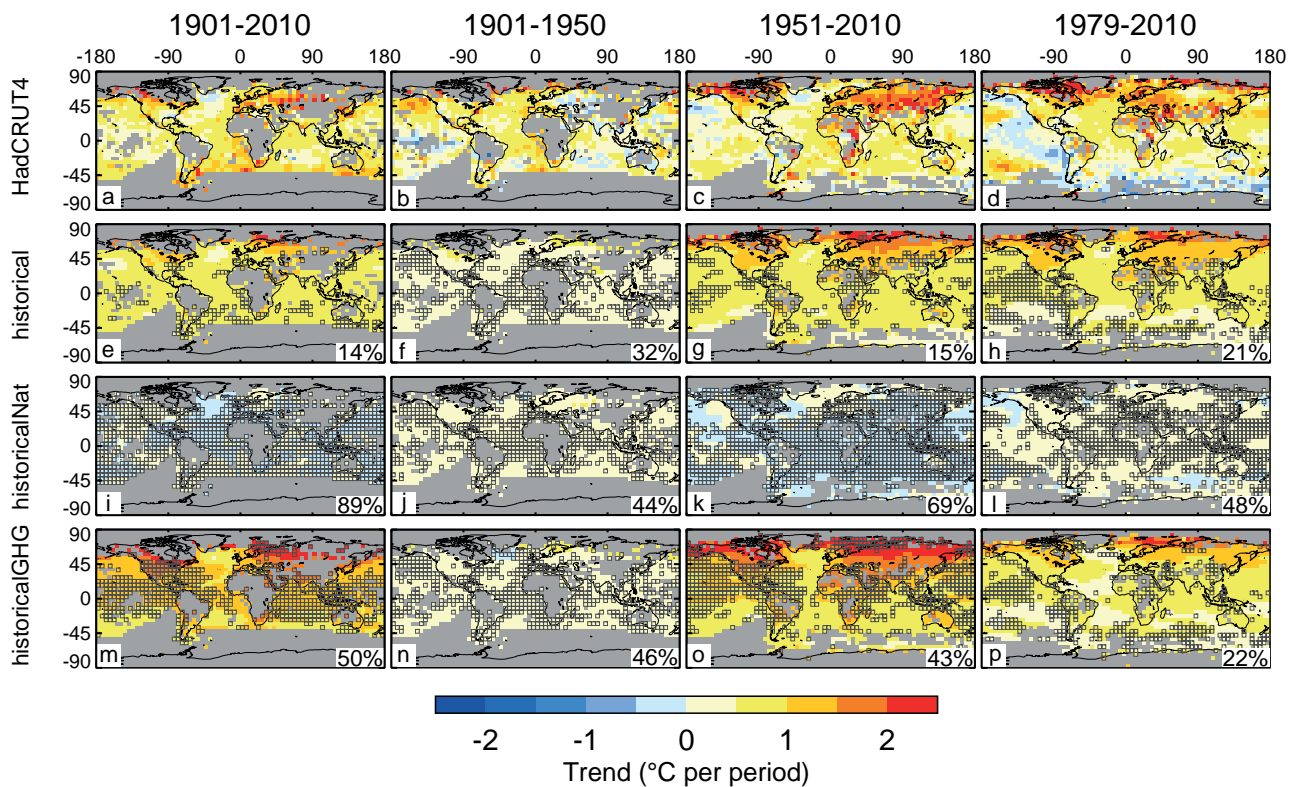 1901-2010 1901-1950 1951-2010 1979-2010
-180 -90 0 90 180 -90 0 90 180 -90 0 90 180 -90 0 90 180
HadCRUT4
90
45
0
-45
-90
a b c d
historical
90
45
0
-45
-90
e 14% f 32% g 15% h 21%
historicalNat
90
45
0
-45
-90
i 89% j 44% k 69% l 48%
historicalGHG
90
45
0
-45
-90
m 50% n 46% o 43% p 22%
-2 -1 0 1 2
Trend (°C per period)